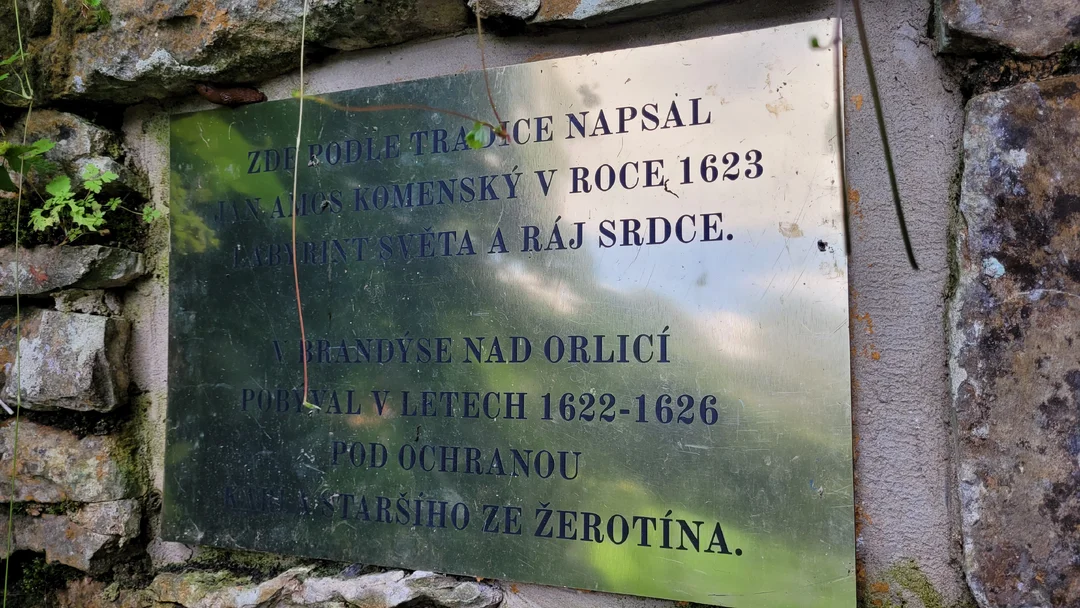 ZDE PODLE TRADICE NAPSAL
JAN AMOS KOMENSKÝ V ROCE 1623
LABYRINT SVĚTA A RÁJ SRDCE.
V BRANDÝSE NAD ORLICÍ
POBÝVAL V LETECH 1622-1626
POD OCHRANOU
KARLA STARŠÍHO ZE ŽEROTÍNA.